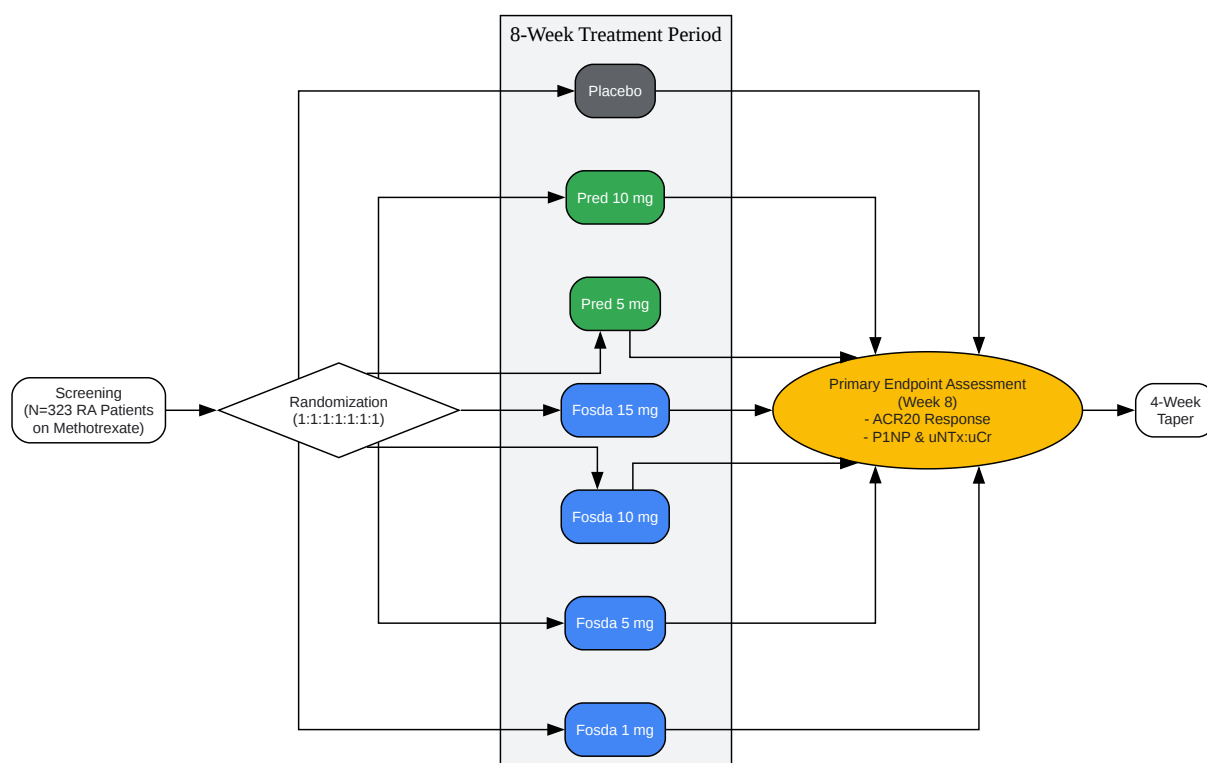 8-Week Treatment Period
Placebo
Pred 10 mg
Pred 5 mg
Screening
(N=323 RA Patients
on Methotrexate)
Randomization
(1:1:1:1:1:1:1)
Fosda 15 mg
Primary Endpoint Assessment
(Week 8)
- ACR20 Response
- P1NP & uNTx:uCr
4-Week
Taper
Fosda 10 mg
Fosda 5 mg
Fosda 1 mg